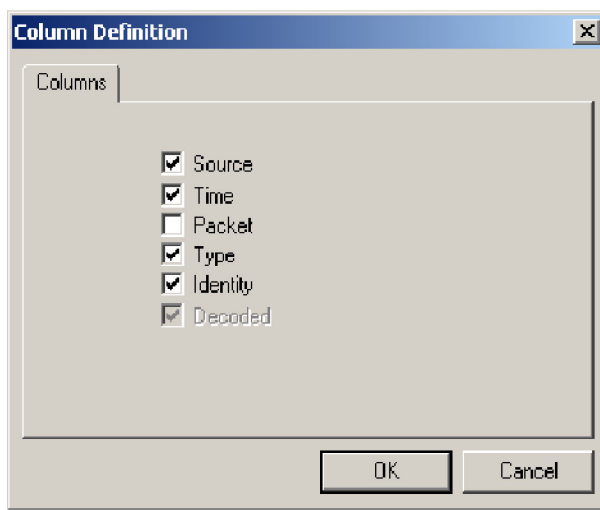 Column Definition
Columns
Source
Time
Packet
Type
Identity
Decoded
OK
Cancel